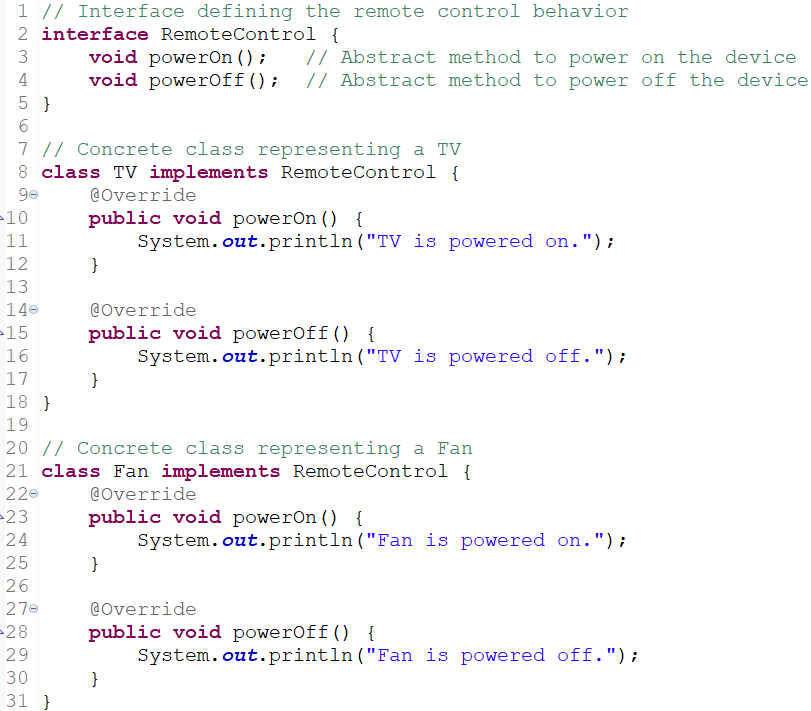 1 // Interface defining the remote control behavior
2 interface RemoteControl {
3     void powerOn();   // Abstract method to power on the device
4     void powerOff();  // Abstract method to power off the device
5 }
6
7 // Concrete class representing a TV
8 class TV implements RemoteControl {
9     @Override
10     public void powerOn() {
11         System.out.println("TV is powered on.");
12     }
13
14     @Override
15     public void powerOff() {
16         System.out.println("TV is powered off.");
17     }
18 }
19
20 // Concrete class representing a Fan
21 class Fan implements RemoteControl {
22     @Override
23     public void powerOn() {
24         System.out.println("Fan is powered on.");
25     }
26
27     @Override
28     public void powerOff() {
29         System.out.println("Fan is powered off.");
30     }
31 }